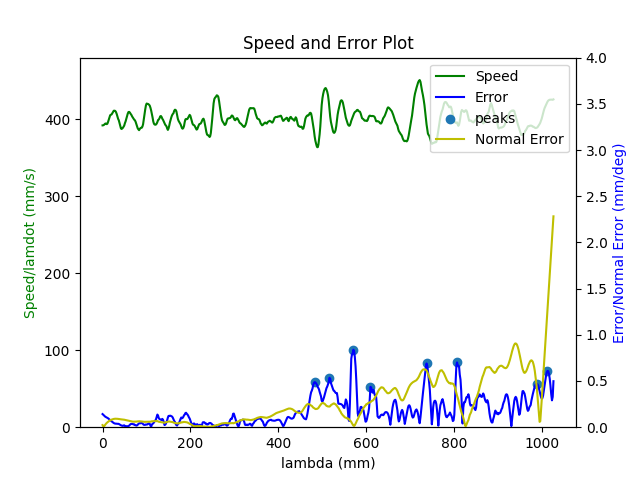 Speed and Error Plot
Speed
Error
peaks
Normal Error
Speed/lamdot (mm/s)
400
300
200
100
0
4.0
3.5
3.0
2.5
2.0
1.5
1.0
0.5
0.0
Error/Normal Error (mm/deg)
0 200 400 600 800 1000
lambda (mm)